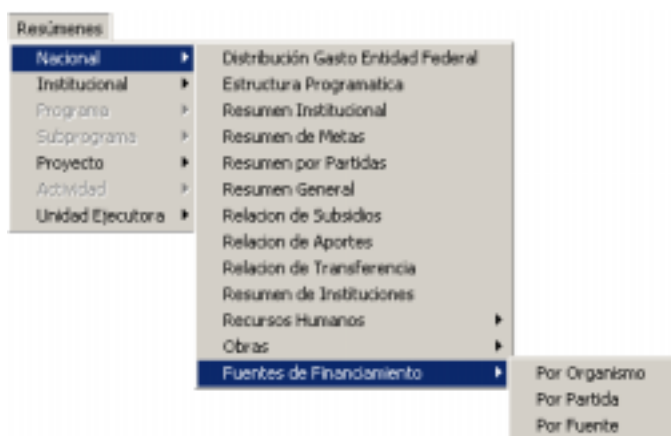 Resúmenes
Nacional
Institucional
Programa
Subprograma
Proyecto
Actividad
Unidad Ejecutora
Distribución Gasto Entidad Federal
Estructura Programatica
Resumen Institucional
Resumen de Metas
Resumen por Partidas
Resumen General
Relacion de Subsidios
Relacion de Aportes
Relacion de Transferencia
Resumen de Instituciones
Recursos Humanos
Obras
Fuentes de Financiamiento
Por Organismo
Por Partida
Por Fuente